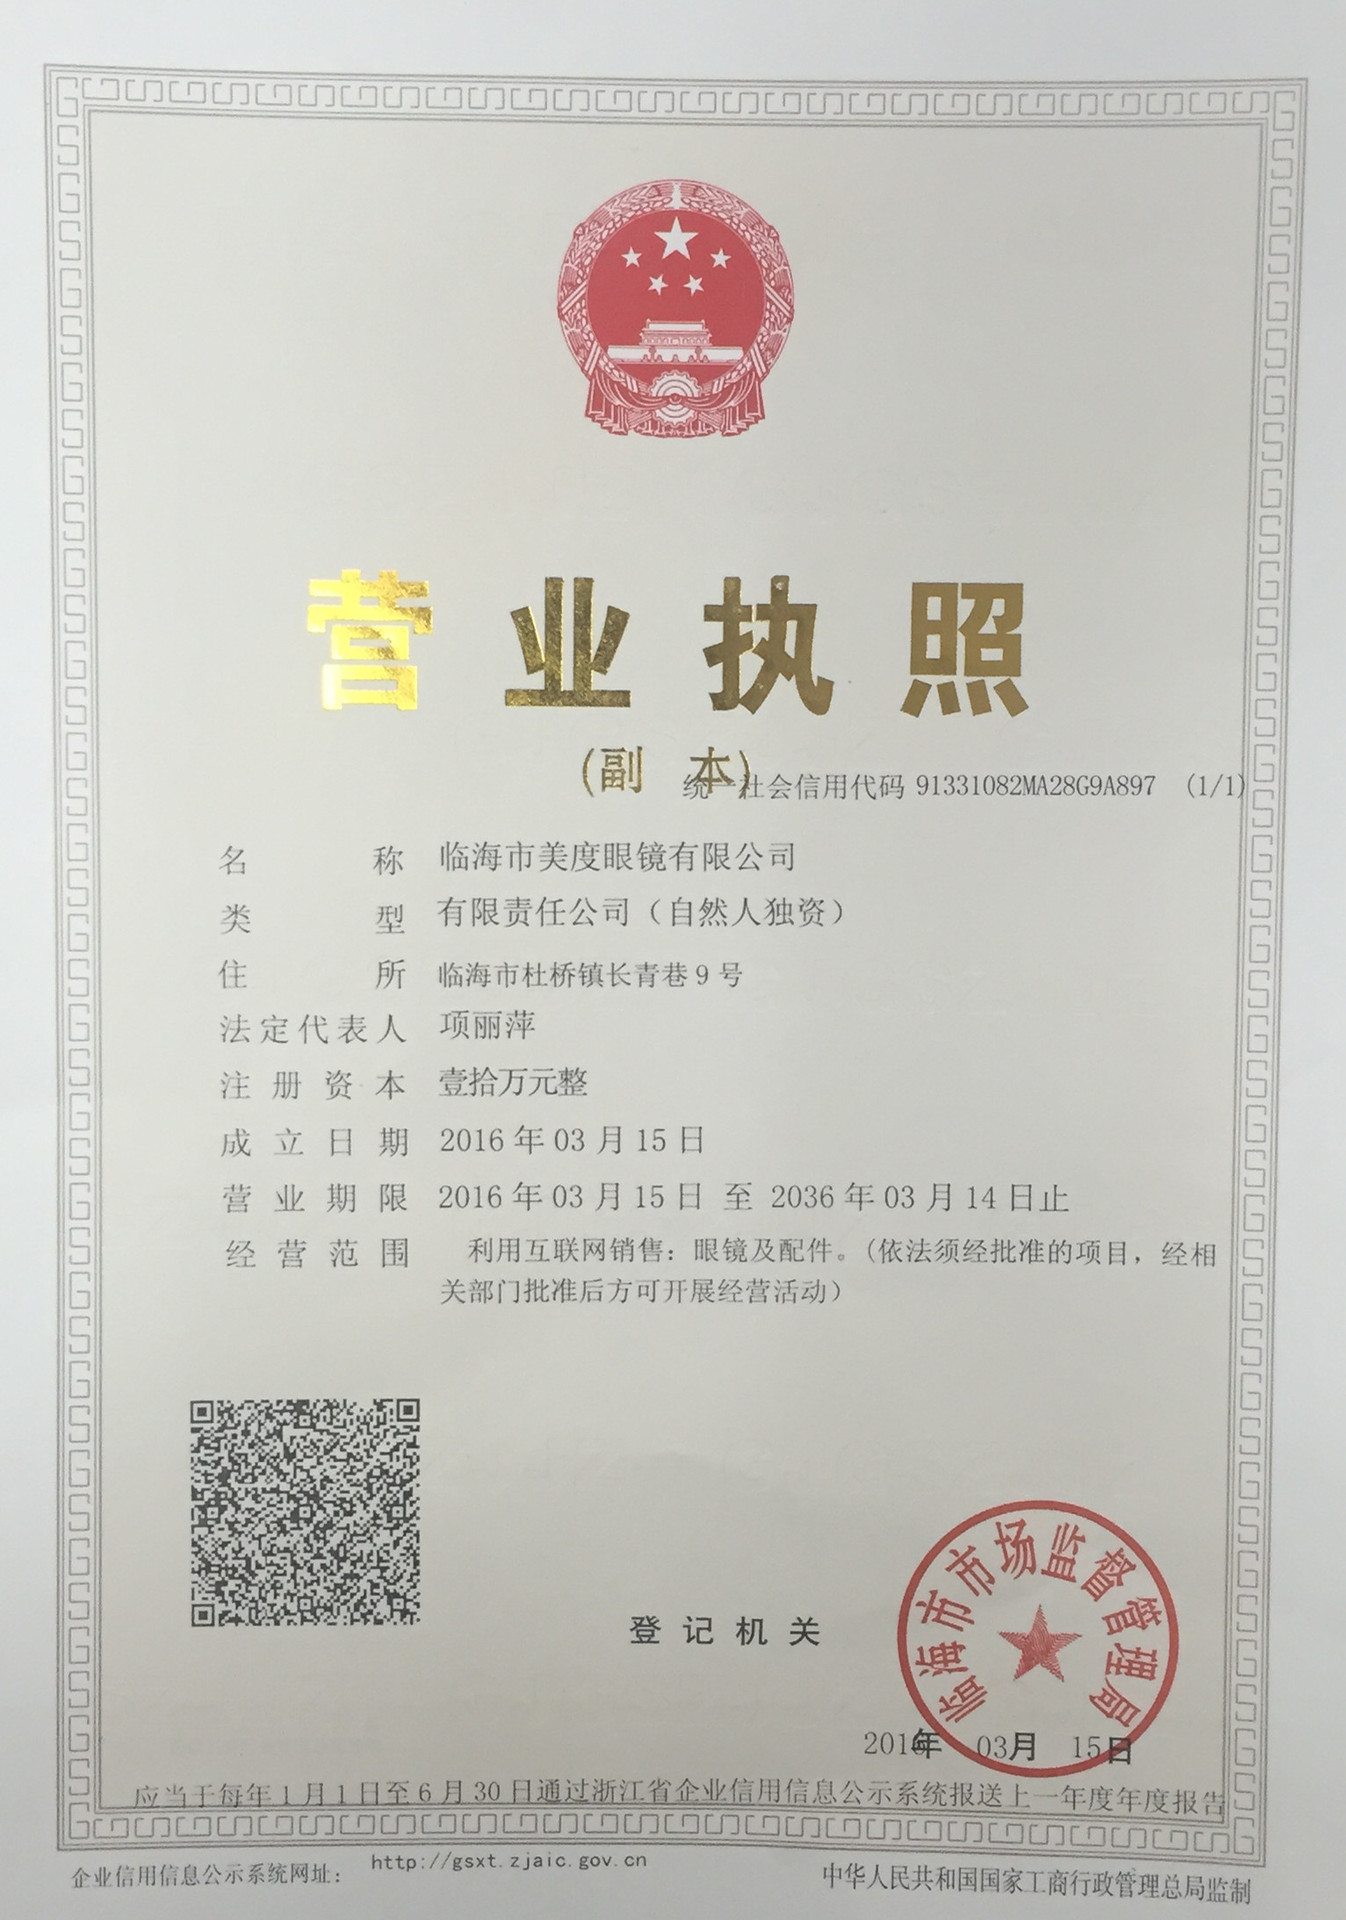 营业执照
(副 本)
统一社会信用代码 91331082MA28G9A897 (1/1)
名称 临海市美度眼镜有限公司
类型 有限责任公司（自然人独资）
住所 临海市杜桥镇长青巷9号
法定代表人 项丽萍
注册资本 壹拾万元整
成立日期 2016年03月15日
营业期限 2016年03月15日 至 2036年03月14日止
经营范围 利用互联网销售：眼镜及配件。(依法须经批准的项目，经相
关部门批准后方可开展经营活动）
临海市市场监督管理局
登记机关
2016年 03月 15日
应当于每年1月1日至6月30日通过浙江省企业信用信息公示系统报送上一年度年度报告
企业信用信息公示系统网址： http://gsxt.zjaic.gov.cn
中华人民共和国国家工商行政管理总局监制